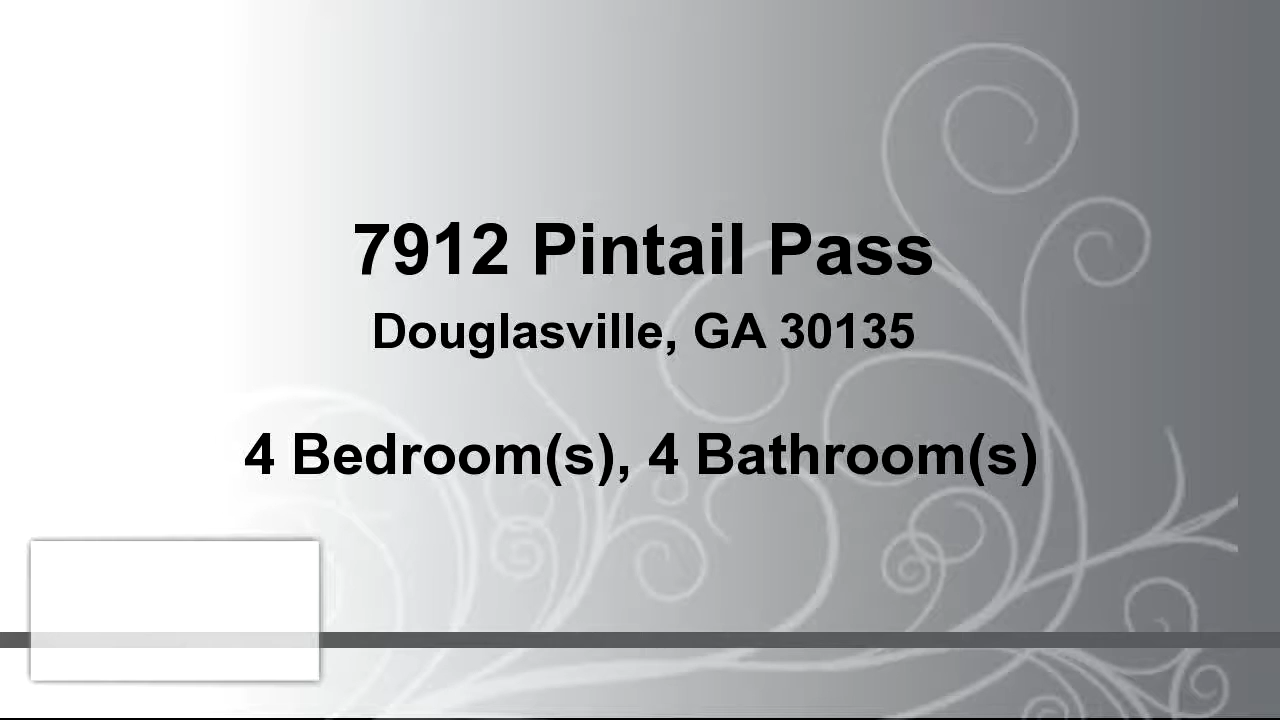 7912 Pintail Pass
Douglasville, GA 30135
4 Bedroom(s), 4 Bathroom(s)